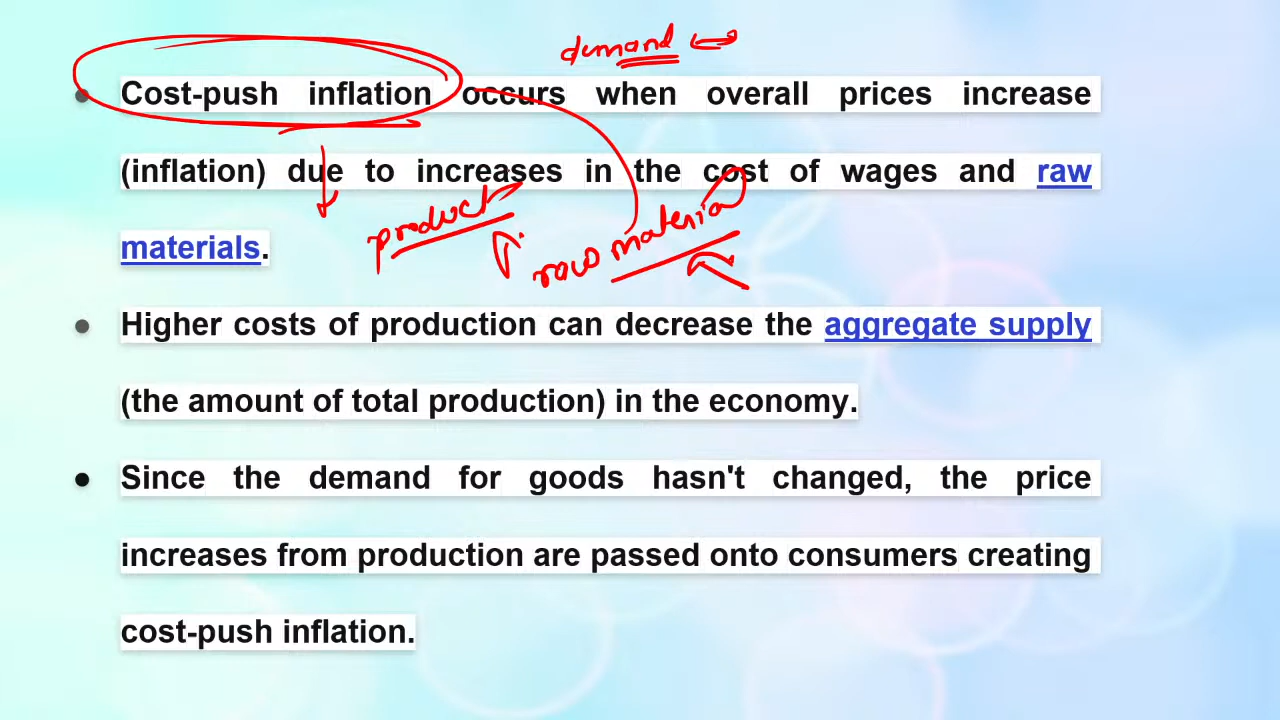 demand
Cost-push inflation occurs when overall prices increase
(inflation) due to increases in the cost of wages and raw
product
raw material
materials.
Higher costs of production can decrease the aggregate supply
(the amount of total production) in the economy.
Since the demand for goods hasn't changed, the price
increases from production are passed onto consumers creating
cost-push inflation.